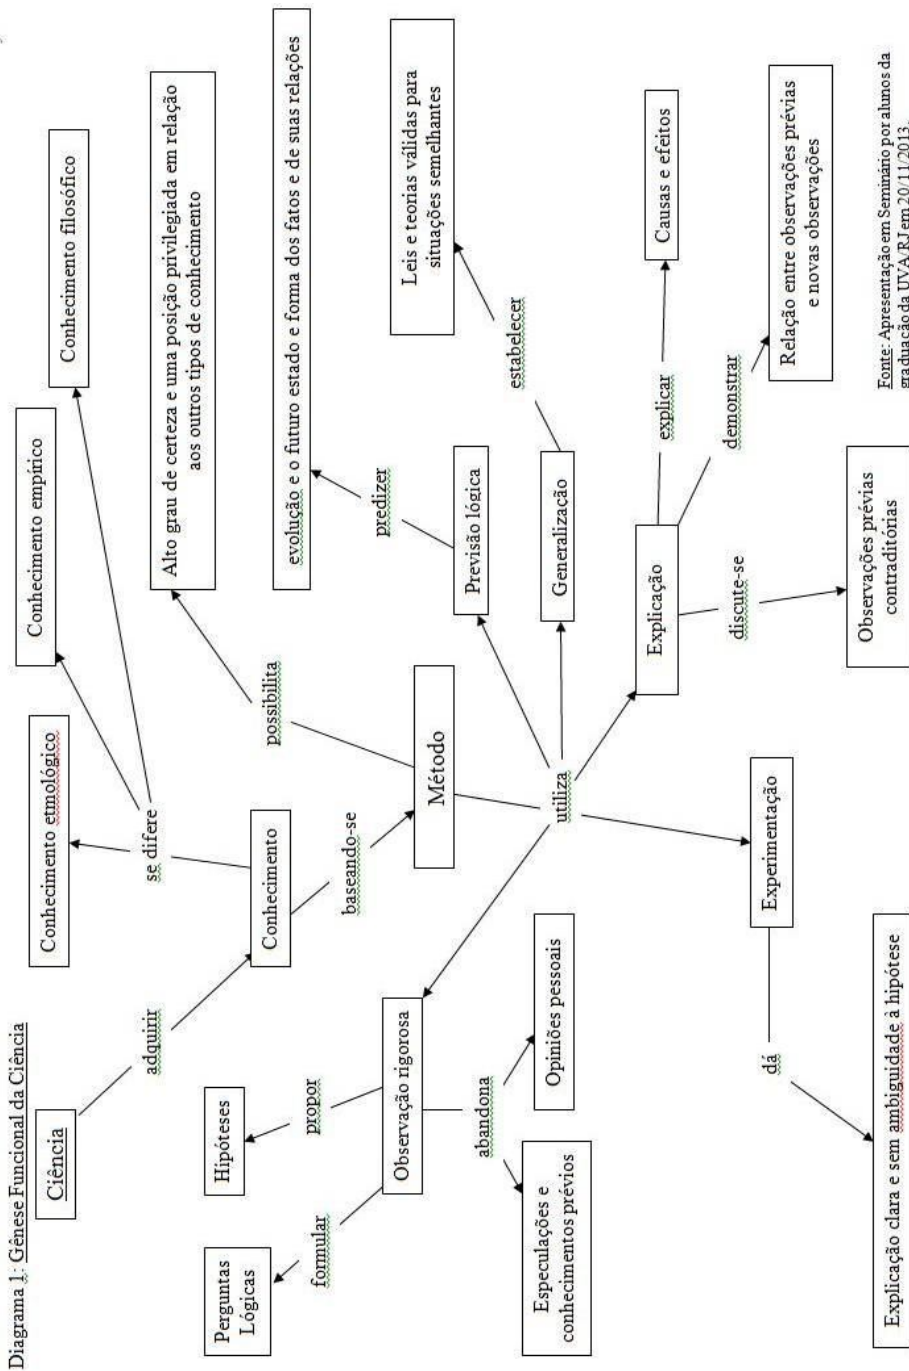 Diagrama 1: Gênese Funcional da Ciência
Ciência
adquirir
Conhecimento
se difere
Conhecimento etmológico
Conhecimento empírico
Conhecimento filosófico
baseando-se
Método
possibilita
Alto grau de certeza e uma posição privilegiada em relação
aos outros tipos de conhecimento
utiliza
Observação rigorosa
propor
Hipóteses
formular
Perguntas
Lógicas
abandona
Especulações e
conhecimentos prévios
Opiniões pessoais
Previsão lógica
predizer
evolução e o futuro estado e forma dos fatos e de suas relações
Generalização
estabelecer
Leis e teorias válidas para
situações semelhantes
Explicação
explicar
Causas e efeitos
demonstrar
Relação entre observações prévias
e novas observações
discute-se
Observações prévias
contraditórias
Experimentação
dá
Explicação clara e sem ambiguidade à hipótese
Fonte: Apresentação em Seminário por alunos da
graduação da UVA/RJ em 20/11/2013.